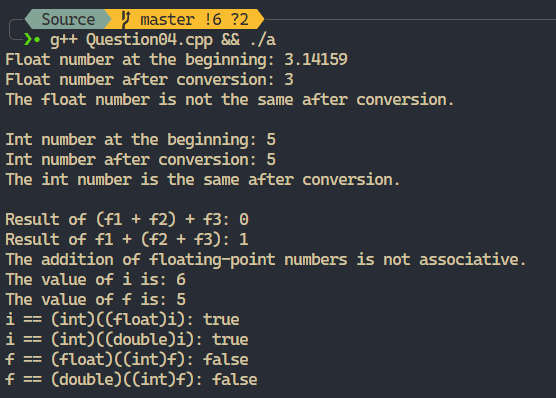 Source master !6 ?2
g++ Question04.cpp && ./a
Float number at the beginning: 3.14159
Float number after conversion: 3
The float number is not the same after conversion.
Int number at the beginning: 5
Int number after conversion: 5
The int number is the same after conversion.
Result of (f1 + f2) + f3: 0
Result of f1 + (f2 + f3): 1
The addition of floating-point numbers is not associative.
The value of i is: 6
The value of f is: 5
i == (int)((float)i): true
i == (int)((double)i): true
f == (float)((int)f): false
f == (double)((int)f): false